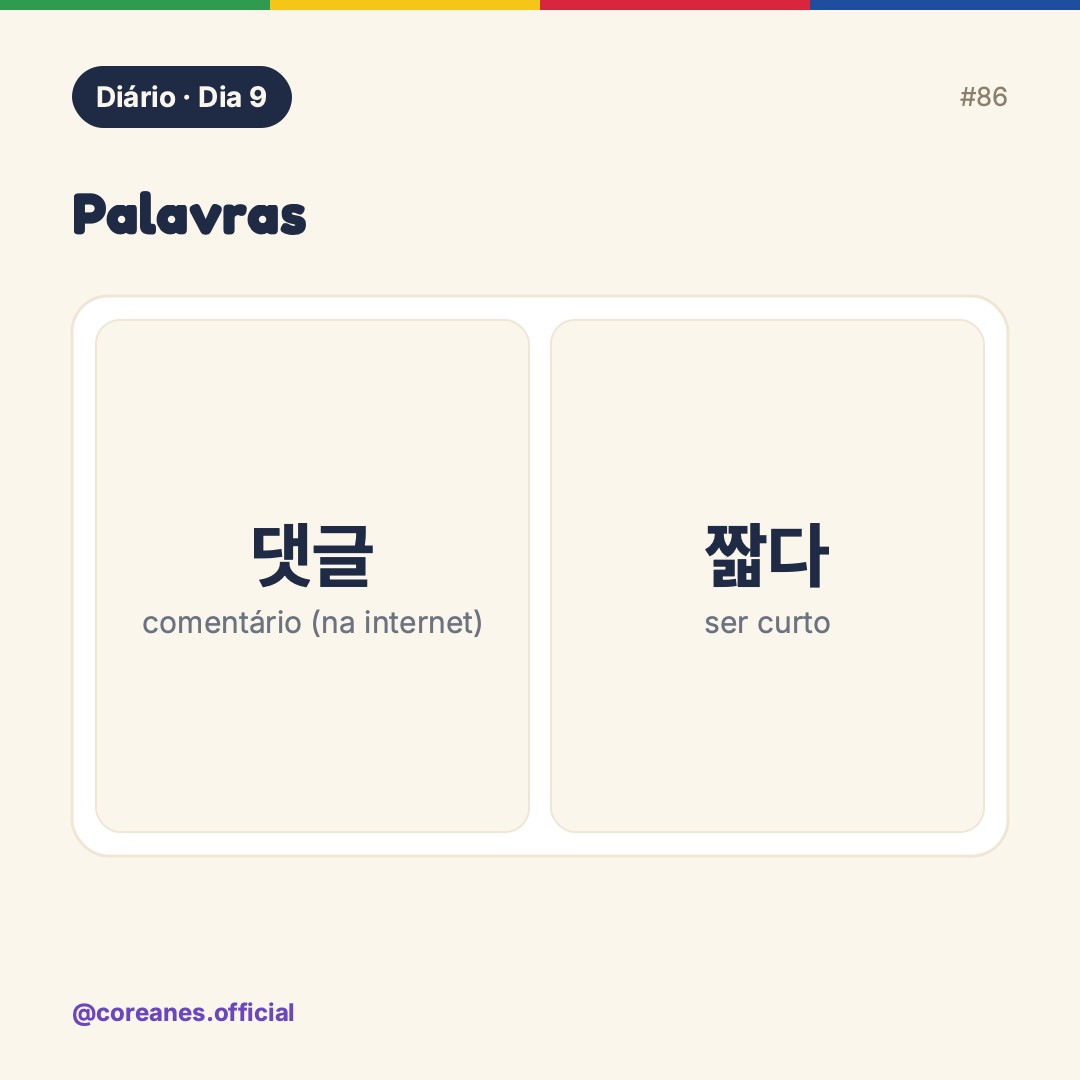 Diário · Dia 9
#86
Palavras
댓글
comentário (na internet)
짧다
ser curto
@coreanes.official